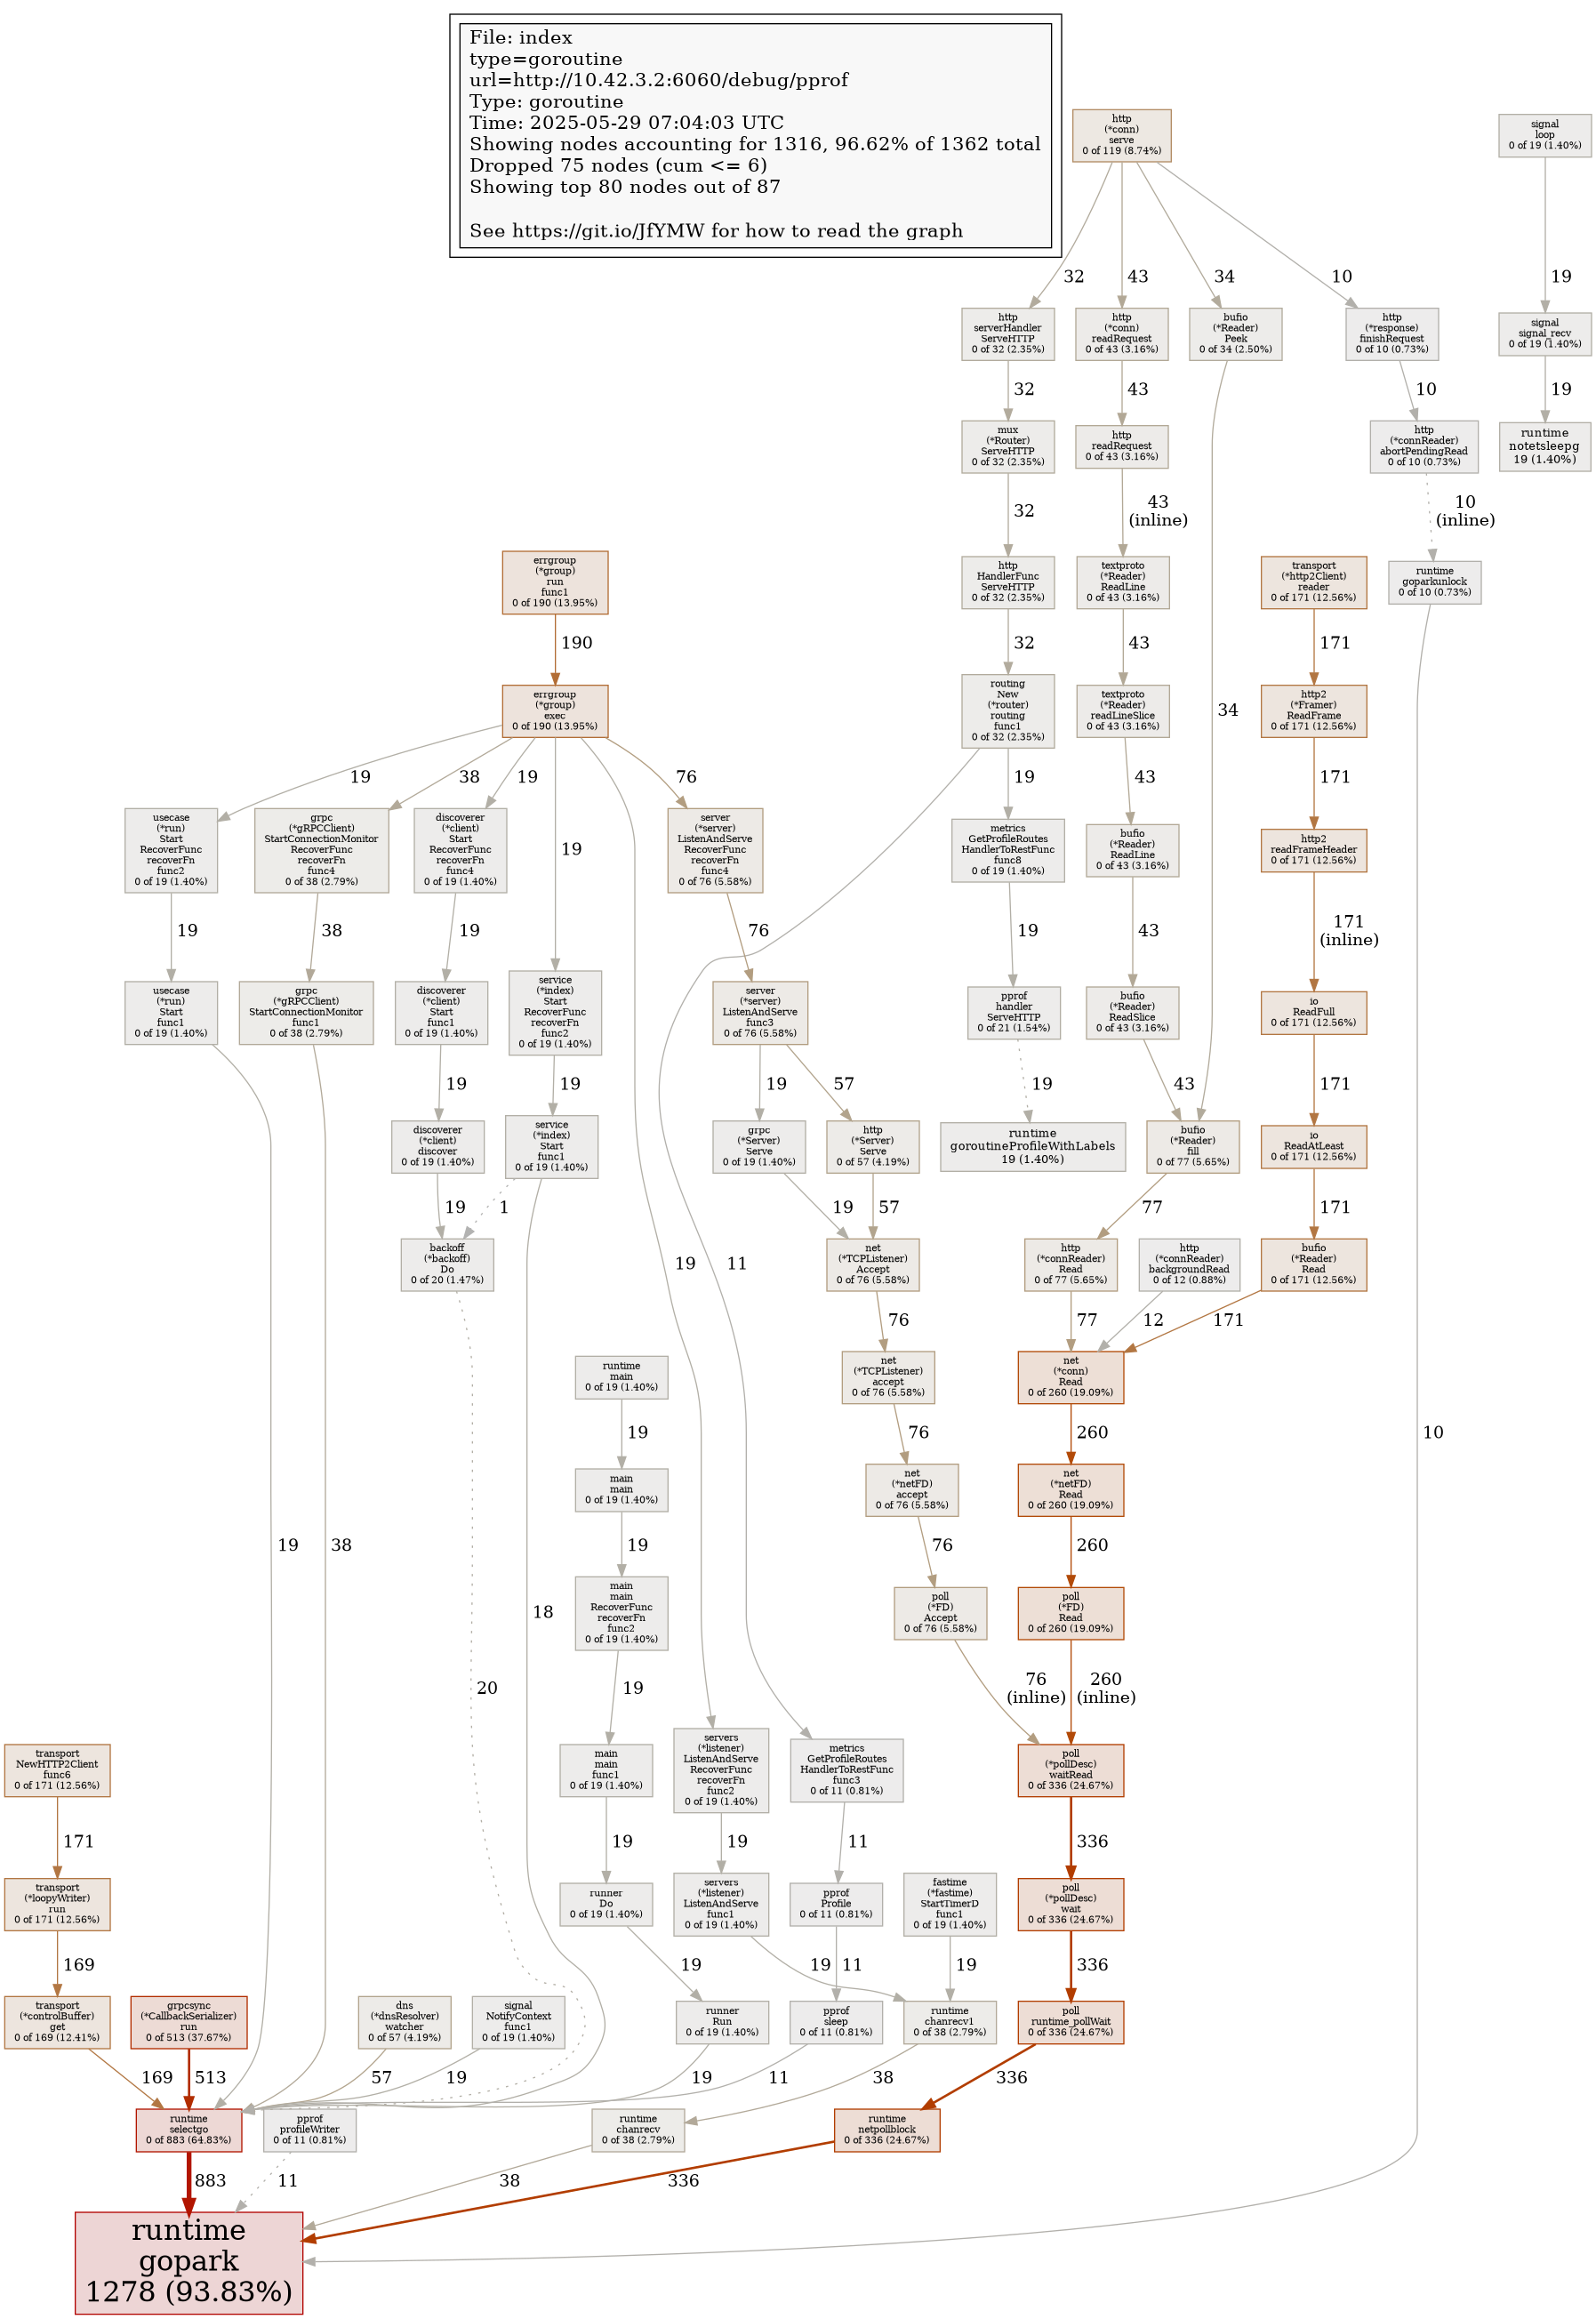 File: index
type=goroutine
url=http://10.42.3.2:6060/debug/pprof
Type: goroutine
Time: 2025-05-29 07:04:03 UTC
Showing nodes accounting for 1316, 96.62% of 1362 total
Dropped 75 nodes (cum <= 6)
Showing top 80 nodes out of 87
See https://git.io/JfYMW for how to read the graph
http
(*conn)
serve
0 of 119 (8.74%)
signal
loop
0 of 19 (1.40%)
32
43
34
10
19
http
serverHandler
ServeHTTP
0 of 32 (2.35%)
http
(*conn)
readRequest
0 of 43 (3.16%)
bufio
(*Reader)
Peek
0 of 34 (2.50%)
http
(*response)
finishRequest
0 of 10 (0.73%)
signal
signal_recv
0 of 19 (1.40%)
32
43
10
19
mux
(*Router)
ServeHTTP
0 of 32 (2.35%)
http
readRequest
0 of 43 (3.16%)
http
(*connReader)
abortPendingRead
0 of 10 (0.73%)
runtime
notetsleepg
19 (1.40%)
32
43
(inline)
10
(inline)
errgroup
(*group)
run
func1
0 of 190 (13.95%)
http
HandlerFunc
ServeHTTP
0 of 32 (2.35%)
textproto
(*Reader)
ReadLine
0 of 43 (3.16%)
transport
(*http2Client)
reader
0 of 171 (12.56%)
runtime
goparkunlock
0 of 10 (0.73%)
190
32
43
171
errgroup
(*group)
exec
0 of 190 (13.95%)
routing
New
(*router)
routing
func1
0 of 32 (2.35%)
textproto
(*Reader)
readLineSlice
0 of 43 (3.16%)
34
http2
(*Framer)
ReadFrame
0 of 171 (12.56%)
19
38
19
76
19
43
171
usecase
(*run)
Start
RecoverFunc
recoverFn
func2
0 of 19 (1.40%)
grpc
(*gRPCClient)
StartConnectionMonitor
RecoverFunc
recoverFn
func4
0 of 38 (2.79%)
discoverer
(*client)
Start
RecoverFunc
recoverFn
func4
0 of 19 (1.40%)
19
server
(*server)
ListenAndServe
RecoverFunc
recoverFn
func4
0 of 76 (5.58%)
metrics
GetProfileRoutes
HandlerToRestFunc
func8
0 of 19 (1.40%)
bufio
(*Reader)
ReadLine
0 of 43 (3.16%)
http2
readFrameHeader
0 of 171 (12.56%)
19
38
19
76
19
43
171
(inline)
usecase
(*run)
Start
func1
0 of 19 (1.40%)
grpc
(*gRPCClient)
StartConnectionMonitor
func1
0 of 38 (2.79%)
discoverer
(*client)
Start
func1
0 of 19 (1.40%)
service
(*index)
Start
RecoverFunc
recoverFn
func2
0 of 19 (1.40%)
server
(*server)
ListenAndServe
func3
0 of 76 (5.58%)
pprof
handler
ServeHTTP
0 of 21 (1.54%)
bufio
(*Reader)
ReadSlice
0 of 43 (3.16%)
io
ReadFull
0 of 171 (12.56%)
19
19
19
57
19
43
171
discoverer
(*client)
discover
0 of 19 (1.40%)
service
(*index)
Start
func1
0 of 19 (1.40%)
grpc
(*Server)
Serve
0 of 19 (1.40%)
http
(*Server)
Serve
0 of 57 (4.19%)
runtime
goroutineProfileWithLabels
19 (1.40%)
bufio
(*Reader)
fill
0 of 77 (5.65%)
io
ReadAtLeast
0 of 171 (12.56%)
19
1
19
57
77
171
backoff
(*backoff)
Do
0 of 20 (1.47%)
19
11
net
(*TCPListener)
Accept
0 of 76 (5.58%)
http
(*connReader)
Read
0 of 77 (5.65%)
http
(*connReader)
backgroundRead
0 of 12 (0.88%)
bufio
(*Reader)
Read
0 of 171 (12.56%)
76
77
12
171
runtime
main
0 of 19 (1.40%)
net
(*TCPListener)
accept
0 of 76 (5.58%)
net
(*conn)
Read
0 of 260 (19.09%)
19
76
260
10
main
main
0 of 19 (1.40%)
net
(*netFD)
accept
0 of 76 (5.58%)
net
(*netFD)
Read
0 of 260 (19.09%)
19
38
18
19
76
260
main
main
RecoverFunc
recoverFn
func2
0 of 19 (1.40%)
poll
(*FD)
Accept
0 of 76 (5.58%)
poll
(*FD)
Read
0 of 260 (19.09%)
20
19
76
(inline)
260
(inline)
transport
NewHTTP2Client
func6
0 of 171 (12.56%)
main
main
func1
0 of 19 (1.40%)
servers
(*listener)
ListenAndServe
RecoverFunc
recoverFn
func2
0 of 19 (1.40%)
metrics
GetProfileRoutes
HandlerToRestFunc
func3
0 of 11 (0.81%)
poll
(*pollDesc)
waitRead
0 of 336 (24.67%)
171
19
19
11
336
transport
(*loopyWriter)
run
0 of 171 (12.56%)
runner
Do
0 of 19 (1.40%)
servers
(*listener)
ListenAndServe
func1
0 of 19 (1.40%)
pprof
Profile
0 of 11 (0.81%)
fastime
(*fastime)
StartTimerD
func1
0 of 19 (1.40%)
poll
(*pollDesc)
wait
0 of 336 (24.67%)
169
19
19
11
19
336
transport
(*controlBuffer)
get
0 of 169 (12.41%)
grpcsync
(*CallbackSerializer)
run
0 of 513 (37.67%)
dns
(*dnsResolver)
watcher
0 of 57 (4.19%)
signal
NotifyContext
func1
0 of 19 (1.40%)
runner
Run
0 of 19 (1.40%)
pprof
sleep
0 of 11 (0.81%)
runtime
chanrecv1
0 of 38 (2.79%)
poll
runtime_pollWait
0 of 336 (24.67%)
169
513
57
19
19
11
38
336
runtime
selectgo
0 of 883 (64.83%)
pprof
profileWriter
0 of 11 (0.81%)
runtime
chanrecv
0 of 38 (2.79%)
runtime
netpollblock
0 of 336 (24.67%)
883
11
38
336
runtime
gopark
1278 (93.83%)